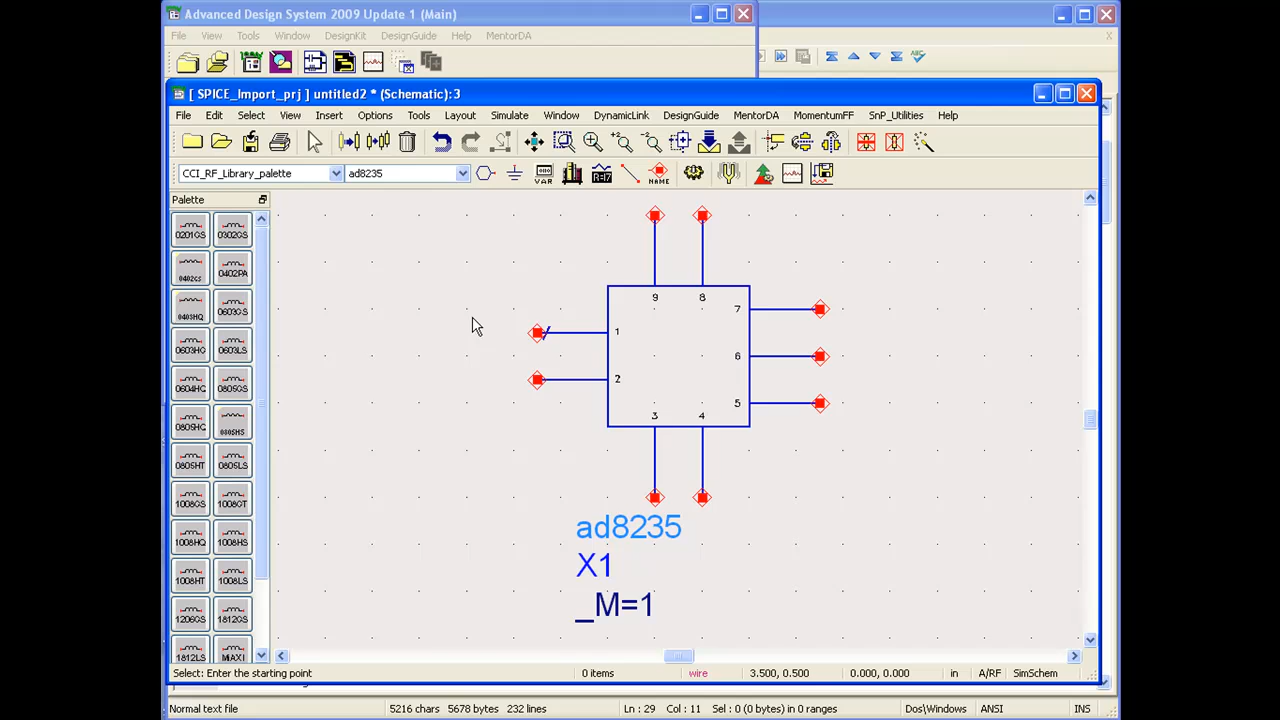 Advanced Design System 2009 Update 1 (Main)
File View Tools Window DesignKit DesignGuide Help MentorDA
[ SPICE_Import_prj ] untitled2 * (Schematic):3
File Edit Select View Insert Options Tools Layout Simulate Window DynamicLink DesignGuide MentorDA MomentumFF SnP_Utilities Help
CCI_RF_Library_palette ad8235 VAR NAME
Palette
0201CS 0302CS
0402CS 0402PA
0403HQ 0603CS
0603HC 0603LS
0604HQ 0805CS
0805HQ 0805HS
0805HT 0805LS
1008CS 1008CT
1008HQ 1008HS
1008HT 1008LS
1206CS 1812CS
1812LS MAXI
9 8
7
1
6
2
5
3 4
ad8235
X1
_M=1
Select: Enter the starting point 0 items wire 3.500, 0.500 0.000, 0.000 in A/RF SimSchem
Normal text file 5216 chars 5678 bytes 232 lines Ln : 29 Col : 11 Sel : 0 (0 bytes) in 0 ranges Dos\Windows ANSI INS